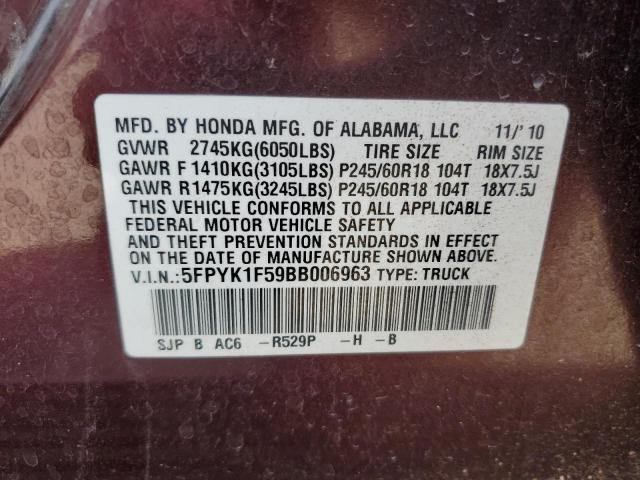 MFD. BY HONDA MFG. OF ALABAMA, LLC 11/'10
GVWR 2745KG(6050LBS) TIRE SIZE RIM SIZE
GAWR F 1410KG(3105LBS) P245/60R18 104T 18X7.5J
GAWR R 1475KG(3245LBS) P245/60R18 104T 18X7.5J
THIS VEHICLE CONFORMS TO ALL APPLICABLE
FEDERAL MOTOR VEHICLE SAFETY
AND THEFT PREVENTION STANDARDS IN EFFECT
ON THE DATE OF MANUFACTURE SHOWN ABOVE.
V.I.N.:5FPYK1F59BB006963 TYPE: TRUCK
SJP B AC6 -R529P -H -B